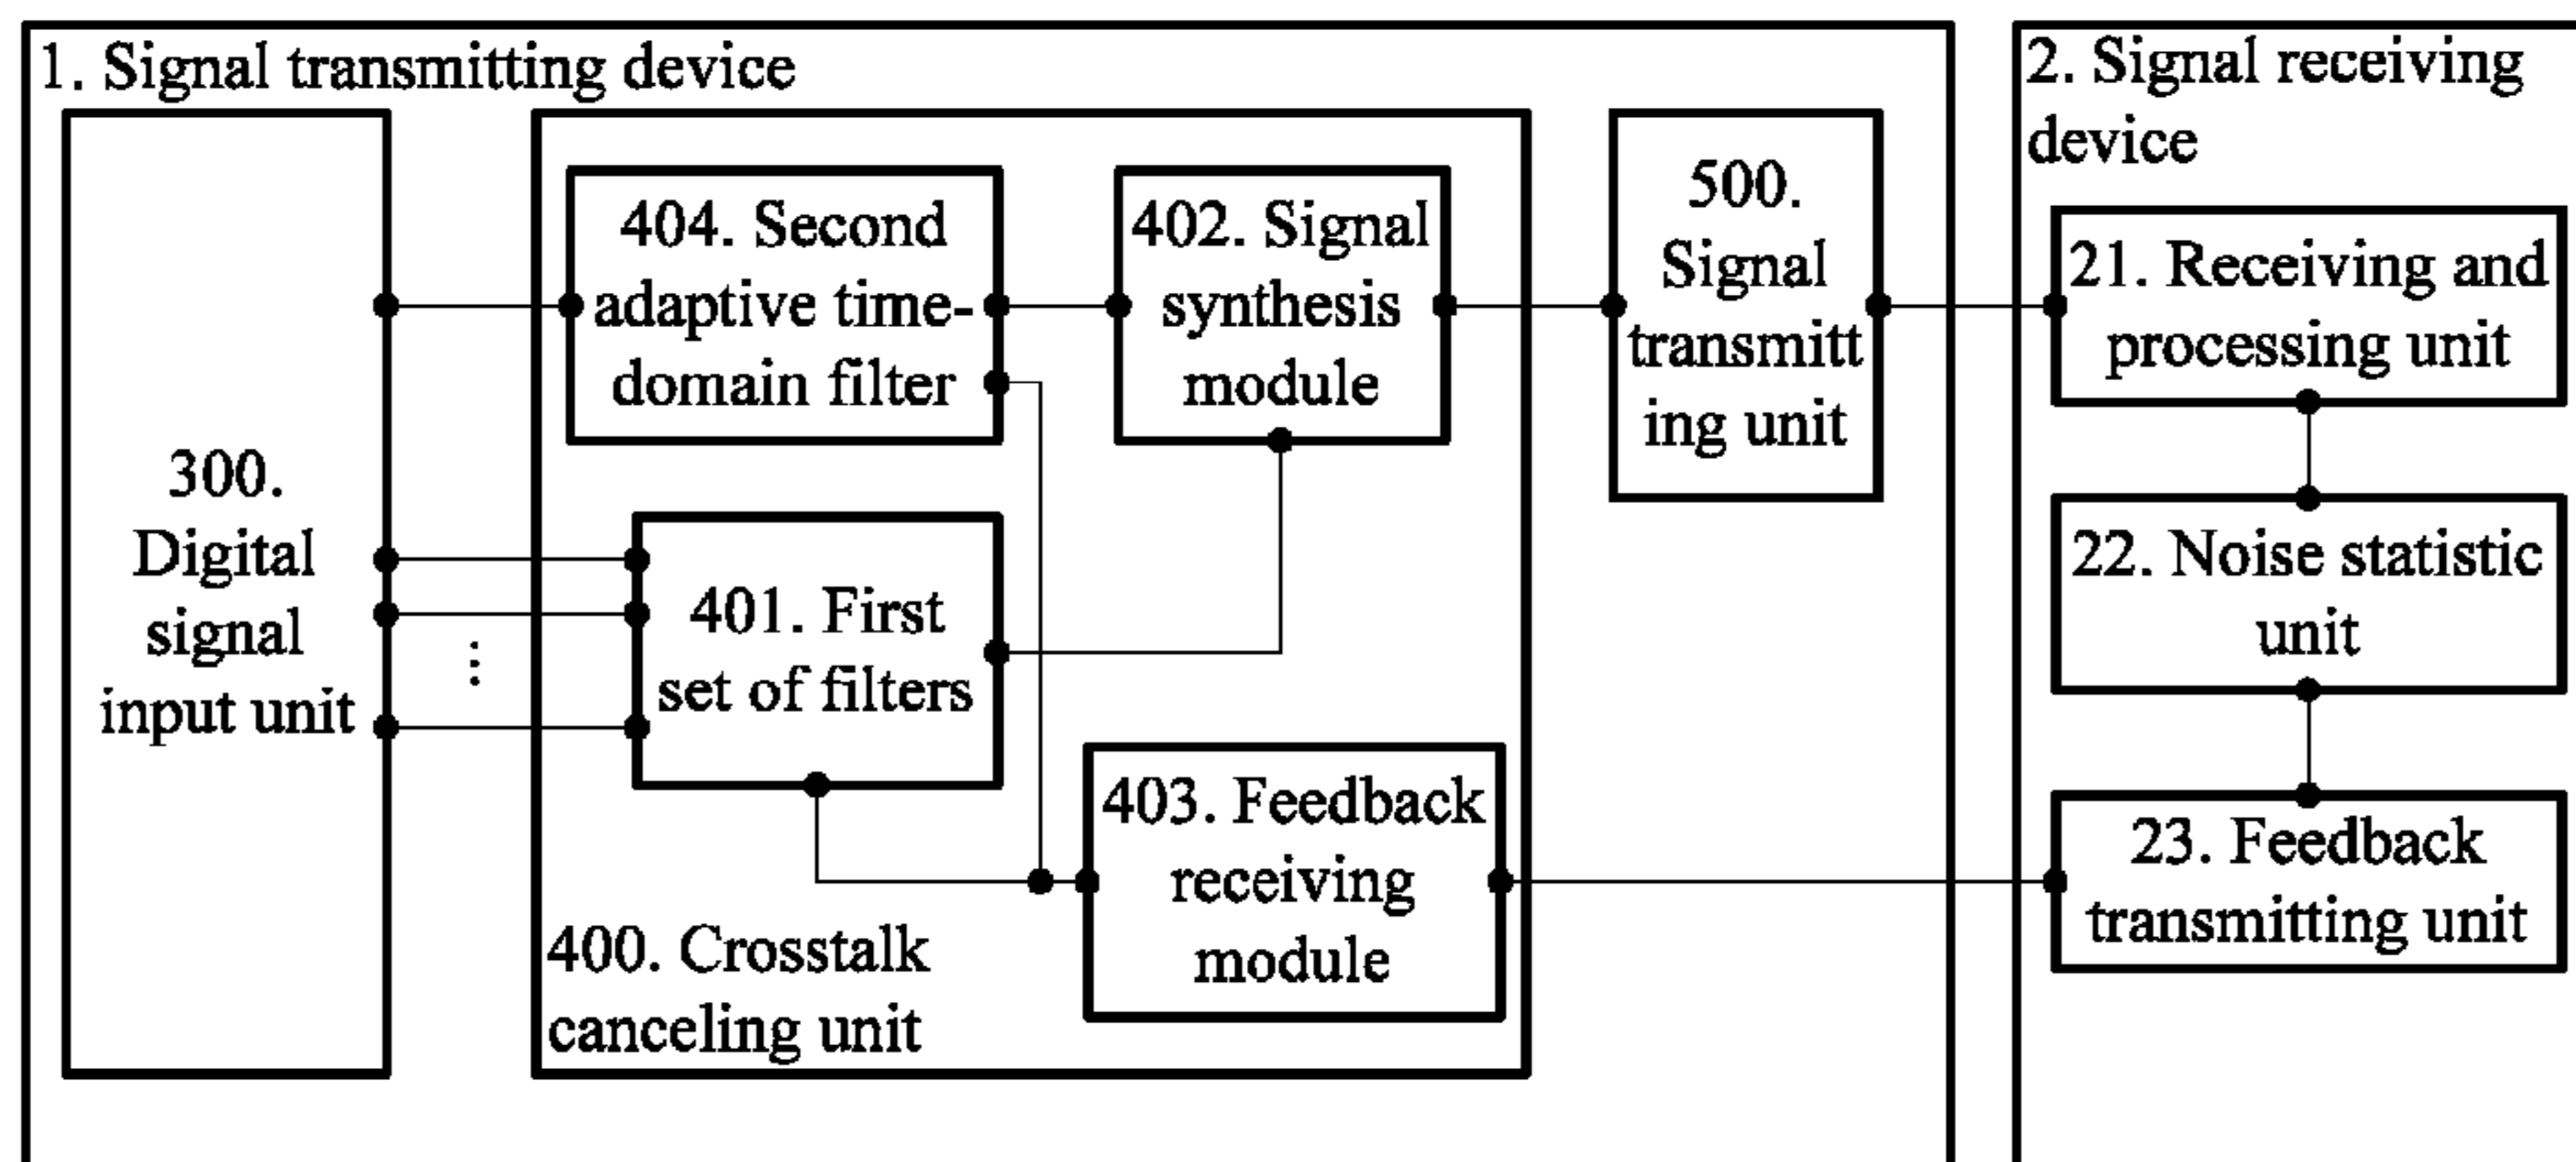 1. Signal transmitting device
300.
Digital
signal
input unit
404. Second
adaptive time-
domain filter
402. Signal
synthesis
module
401. First
set of filters
403. Feedback
receiving
module
400. Crosstalk
canceling unit
500.
Signal
transmitt
ing unit
2. Signal receiving
device
21. Receiving and
processing unit
22. Noise statistic
unit
23. Feedback
transmitting unit